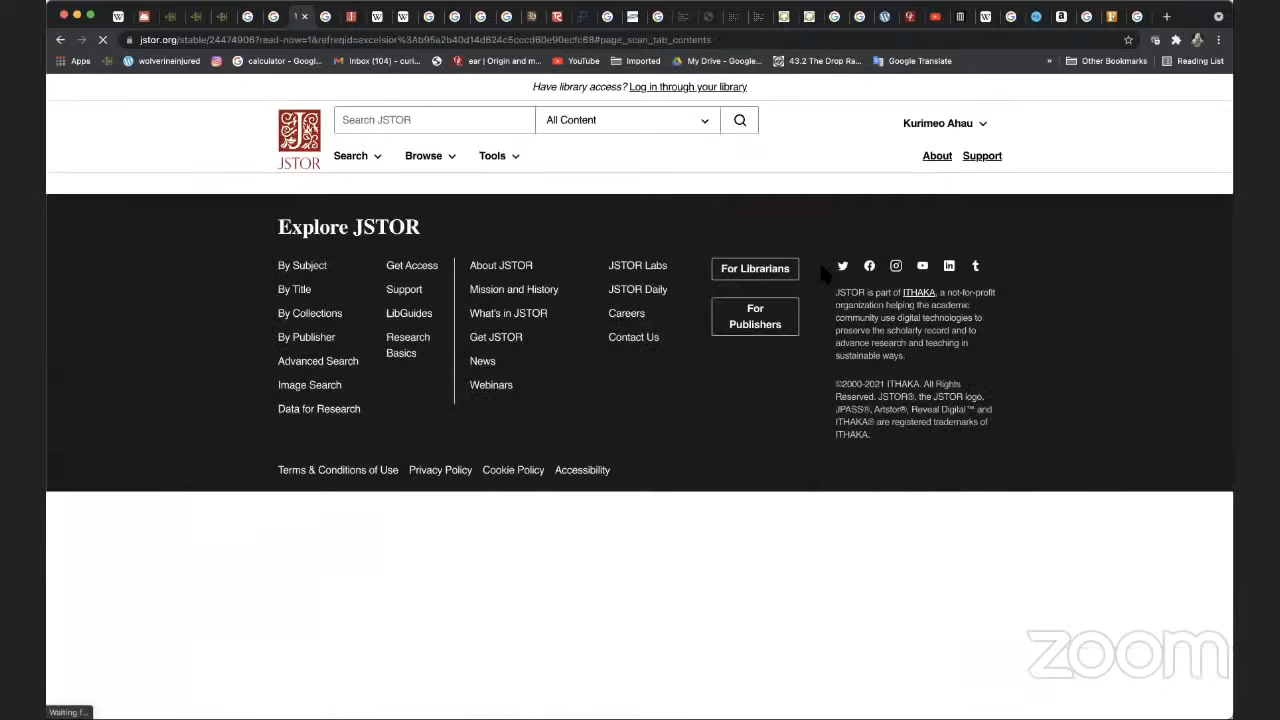 jstor.org/stable/24474906?read-now=1&refreqid=excelsior%3Ab95a2b40d14d624c5cccd60e90ecfc68#page_scan_tab_contents
Apps wolverineinjured calculator - Googl... Inbox (104) - curi... ear | Origin and m... YouTube Imported My Drive - Google... 43.2 The Drop Ra... Google Translate » Other Bookmarks Reading List
Have library access? Log in through your library
Search JSTOR All Content
Kurimeo Ahau
JSTOR
Search Browse Tools
About Support
Explore JSTOR
By Subject
By Title
By Collections
By Publisher
Advanced Search
Image Search
Data for Research
Get Access
Support
LibGuides
Research
Basics
About JSTOR
Mission and History
What's in JSTOR
Get JSTOR
News
Webinars
JSTOR Labs
JSTOR Daily
Careers
Contact Us
For Librarians
For
Publishers
JSTOR is part of ITHAKA, a not-for-profit
organization helping the academic
community use digital technologies to
preserve the scholarly record and to
advance research and teaching in
sustainable ways.
©2000-2021 ITHAKA. All Rights
Reserved. JSTOR®, the JSTOR logo,
JPASS®, Artstor®, Reveal Digital™ and
ITHAKA® are registered trademarks of
ITHAKA.
Terms & Conditions of Use Privacy Policy Cookie Policy Accessibility
zoom
Waiting f...